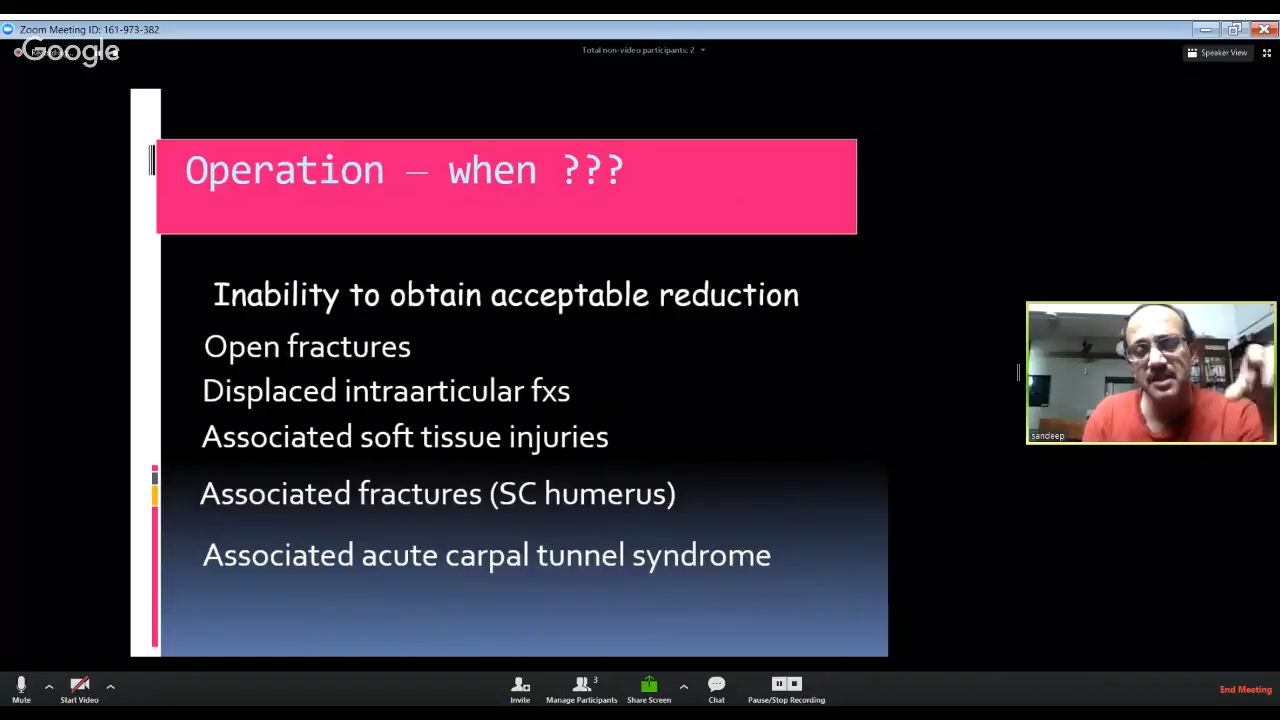 Zoom Meeting ID: 161-973-382
Google
Total non-video participants: 2
Speaker View
Operation – when ???
Inability to obtain acceptable reduction
Open fractures
Displaced intraarticular fxs
Associated soft tissue injuries
Associated fractures (SC humerus)
Associated acute carpal tunnel syndrome
sandeep
3
Mute
Start Video
Invite
Manage Participants
Share Screen
Chat
Pause/Stop Recording
End Meeting